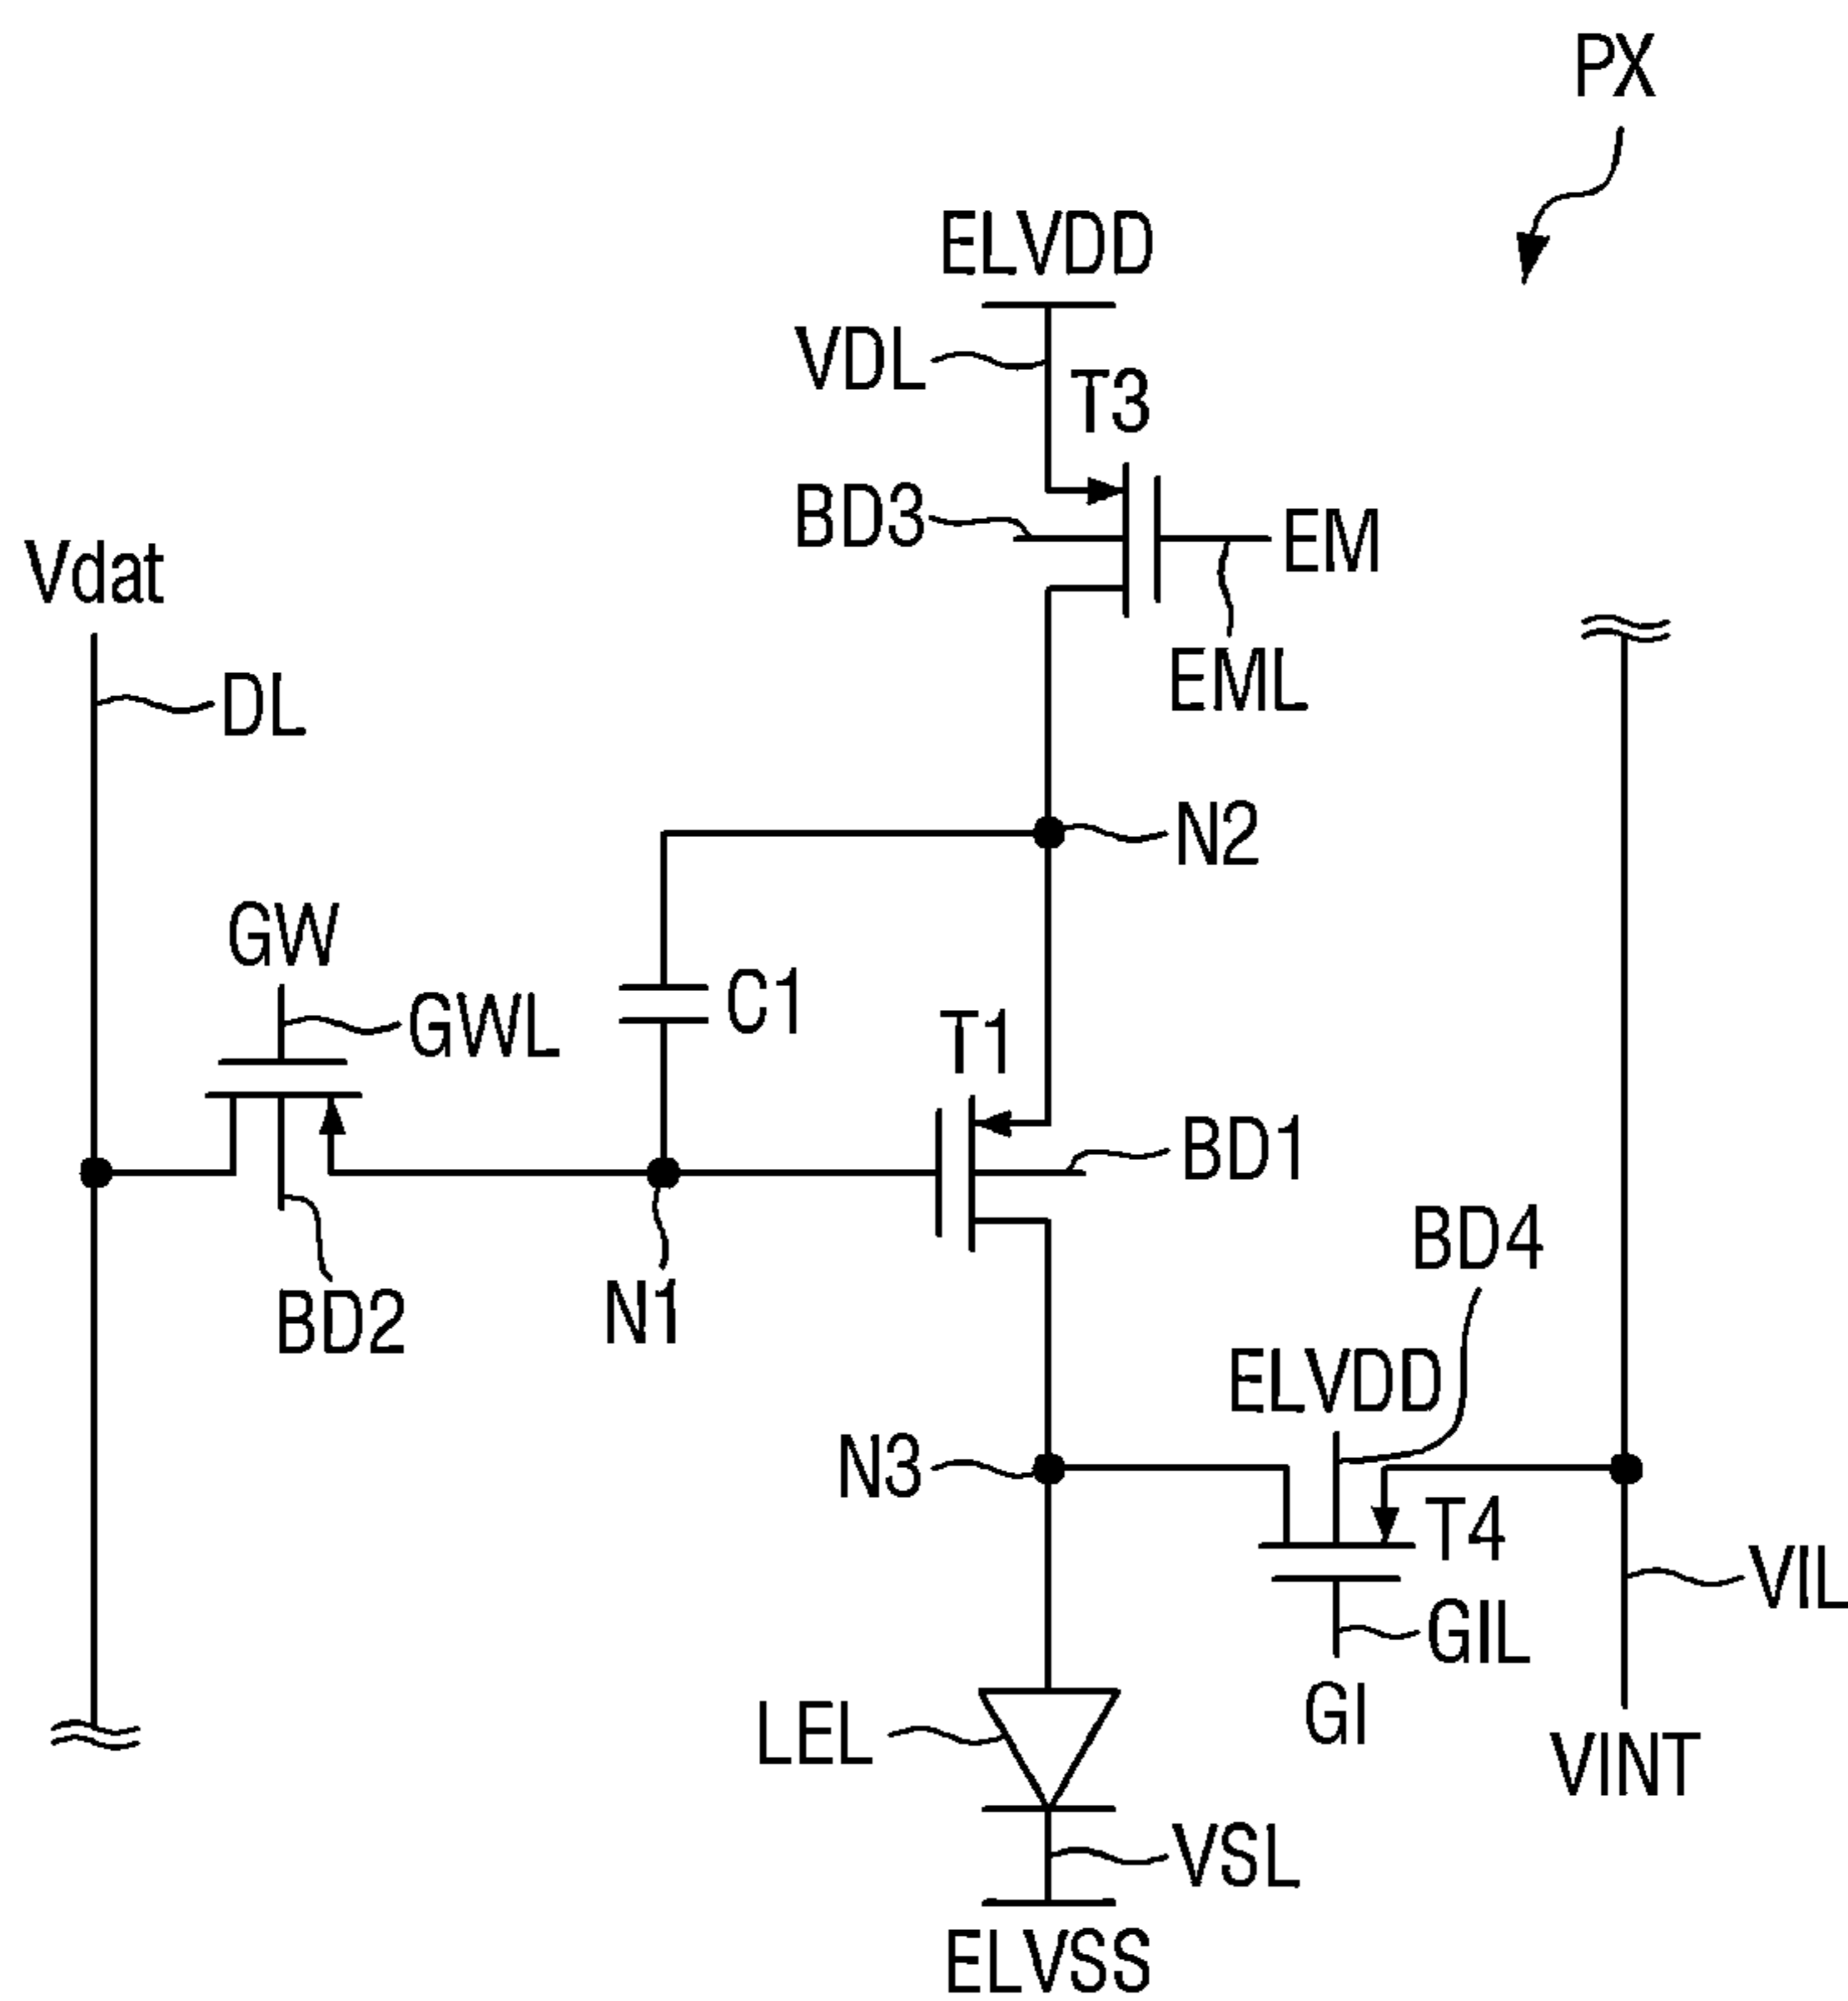 PX
ELVDD
VDL
T3
BD3
EM
Vdat
EML
DL
N2
GW
C1
GWL
T1
BD1
BD4
BD2
N1
ELVDD
N3
T4
VIL
GIL
GI
LEL
VINT
VSL
ELVSS